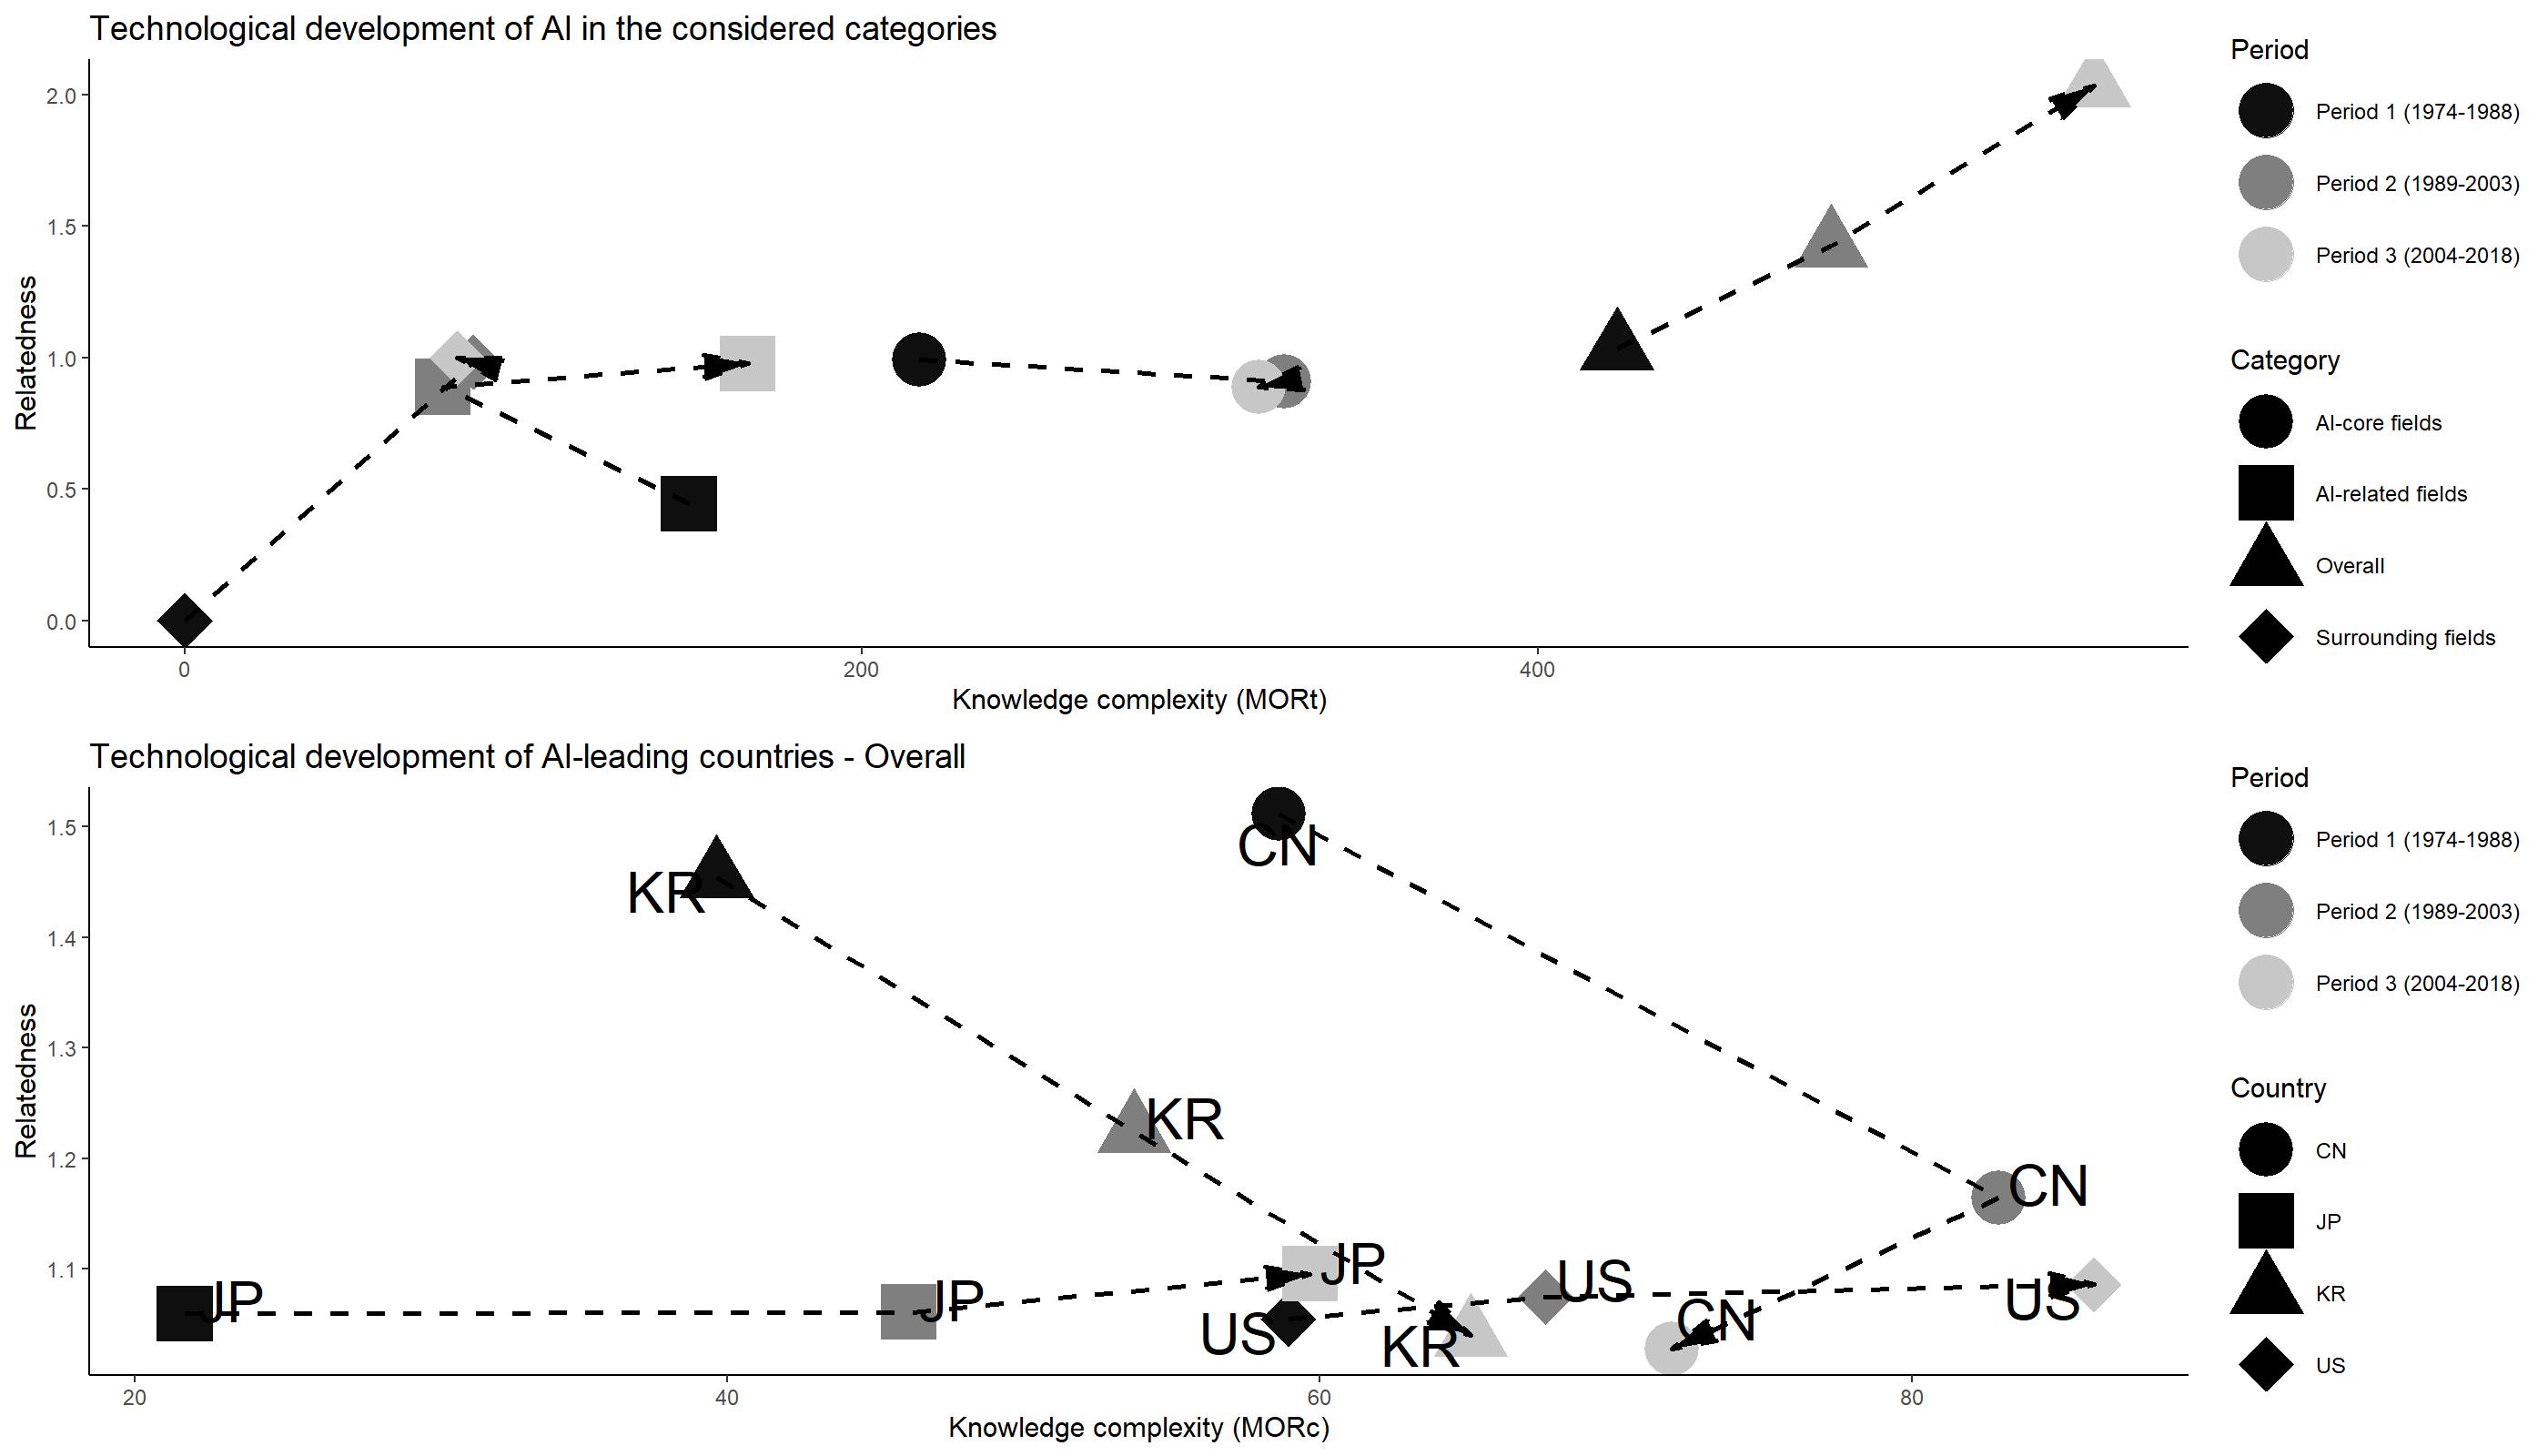 Technological development of AI in the considered categories
Relatedness
2.0
1.5
1.0
0.5
0.0
0
200
400
Knowledge complexity (MORt)
Period
Period 1 (1974-1988)
Period 2 (1989-2003)
Period 3 (2004-2018)
Category
AI-core fields
AI-related fields
Overall
Surrounding fields
Technological development of AI-leading countries - Overall
Relatedness
1.5
1.4
1.3
1.2
1.1
CN
KR
KR
CN
JP
JP
JP
US
US
CN
US
KR
20
40
60
80
Knowledge complexity (MORc)
Period
Period 1 (1974-1988)
Period 2 (1989-2003)
Period 3 (2004-2018)
Country
CN
JP
KR
US